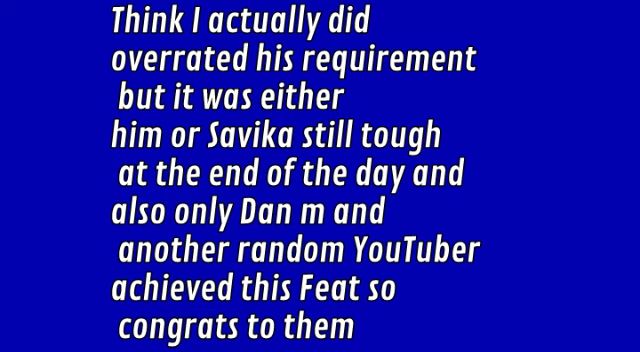 Think I actually did
overrated his requirement
but it was either
him or Savika still tough
at the end of the day and
also only Dan m and
another random YouTuber
achieved this Feat so
congrats to them